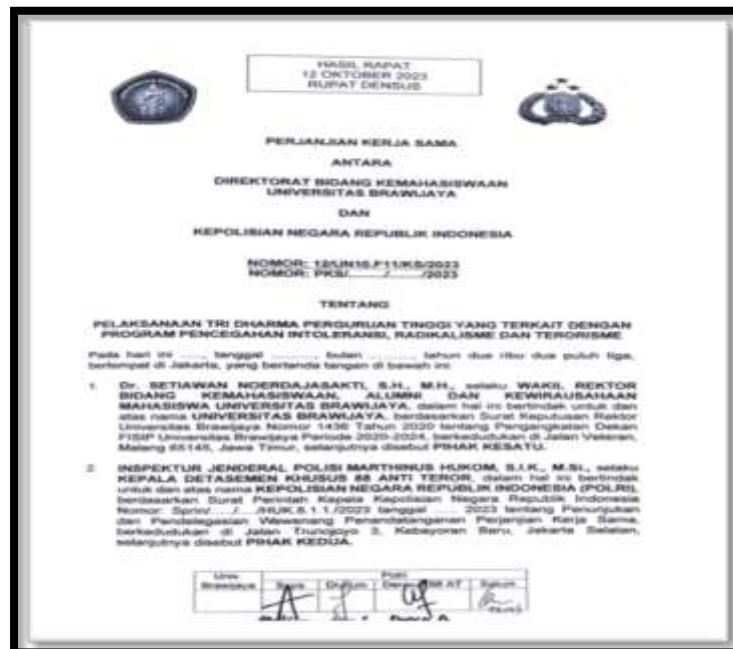 HASIL RAPAT
12 OKTOBER 2023
RUPAT DENSUS
PERJANJIAN KERJA SAMA
ANTARA
DIREKTORAT BIDANG KEMAHASISWAAN
UNIVERSITAS BRAWIJAYA
DAN
KEPOLISIAN NEGARA REPUBLIK INDONESIA
NOMOR: 12/UN10.F11/KS/2023
NOMOR: PKS/....../....../2023
TENTANG
PELAKSANAAN TRI DHARMA PERGURUAN TINGGI YANG TERKAIT DENGAN
PROGRAM PENCEGAHAN INTOLERANSI, RADIKALISME DAN TERORISME
Pada hari ini ....., tanggal ........., bulan ........., tahun dua ribu dua puluh tiga,
bertempat di Jakarta, yang bertanda tangan di bawah ini:
1. Dr. SETIAWAN NOERDAJASAKTI, S.H., M.H., selaku WAKIL REKTOR
BIDANG KEMAHASISWAAN, ALUMNI DAN KEWIRAUSAHAAN
MAHASISWA UNIVERSITAS BRAWIJAYA, dalam hal ini bertindak untuk dan
atas nama UNIVERSITAS BRAWIJAYA, berdasarkan Surat Keputusan Rektor
Universitas Brawijaya Nomor 1436 Tahun 2020 tentang Pengangkatan Dekan
FISIP Universitas Brawijaya Periode 2020-2024, berkedudukan di Jalan Veteran,
Malang 65145, Jawa Timur, selanjutnya disebut PIHAK KESATU.
2. INSPEKTUR JENDERAL POLISI MARTHINUS HUKOM, S.I.K., M.Si., selaku
KEPALA DETASEMEN KHUSUS 88 ANTI TEROR, dalam hal ini bertindak
untuk dan atas nama KEPOLISIAN NEGARA REPUBLIK INDONESIA (POLRI),
berdasarkan Surat Perintah Kepala Kepolisian Negara Republik Indonesia
Nomor: Sprin/...../..../HUK.8.1.1./2023 tanggal ..... 2023 tentang Penunjukan
dan Pendelegasian Wewenang Penandatanganan Perjanjian Kerja Sama,
berkedudukan di Jalan Trunojoyo 3, Kebayoran Baru, Jakarta Selatan,
selanjutnya disebut PIHAK KEDUA.
Univ. Polri
Brawijaya